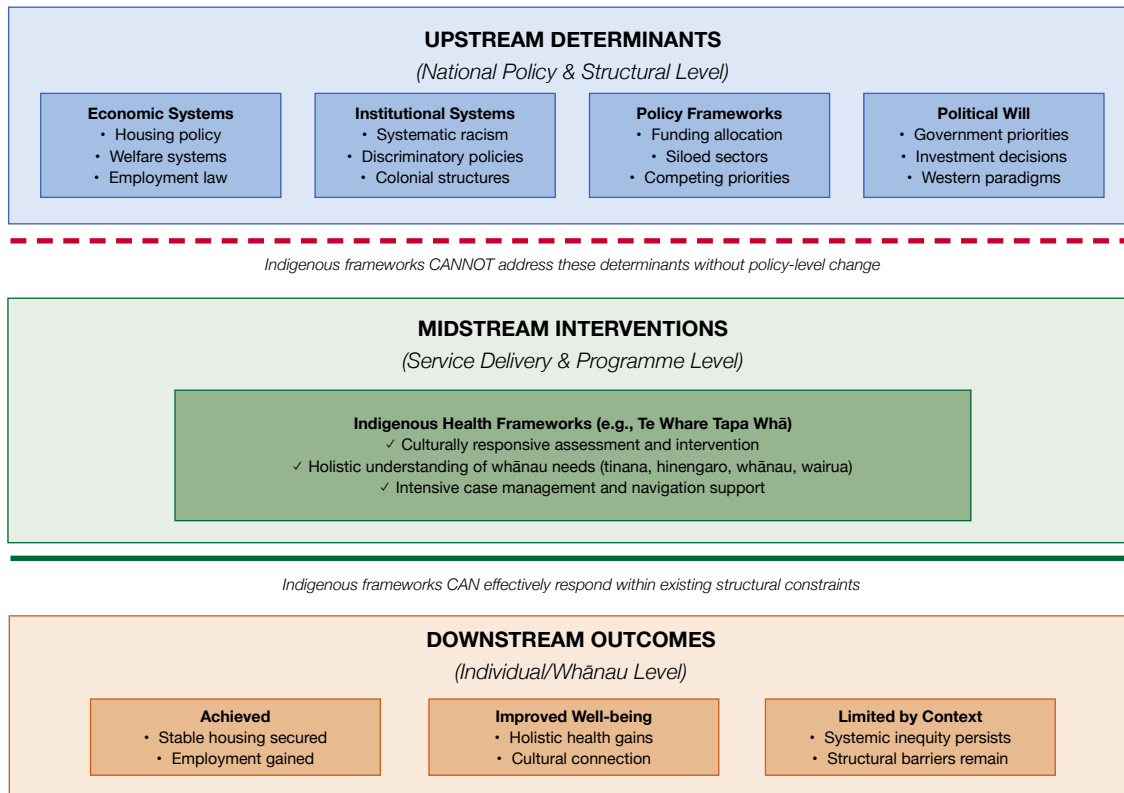 UPSTREAM DETERMINANTS
(National Policy & Structural Level)
Economic Systems
• Housing policy
• Welfare systems
• Employment law
Institutional Systems
• Systematic racism
• Discriminatory policies
• Colonial structures
Policy Frameworks
• Funding allocation
• Siloed sectors
• Competing priorities
Political Will
• Government priorities
• Investment decisions
• Western paradigms
Indigenous frameworks CANNOT address these determinants without policy-level change
MIDSTREAM INTERVENTIONS
(Service Delivery & Programme Level)
Indigenous Health Frameworks (e.g., Te Whare Tapa Whā)
✓ Culturally responsive assessment and intervention
✓ Holistic understanding of whānau needs (tinana, hinengaro, whānau, wairua)
✓ Intensive case management and navigation support
Indigenous frameworks CAN effectively respond within existing structural constraints
DOWNSTREAM OUTCOMES
(Individual/Whānau Level)
Achieved
• Stable housing secured
• Employment gained
Improved Well-being
• Holistic health gains
• Cultural connection
Limited by Context
• Systemic inequity persists
• Structural barriers remain